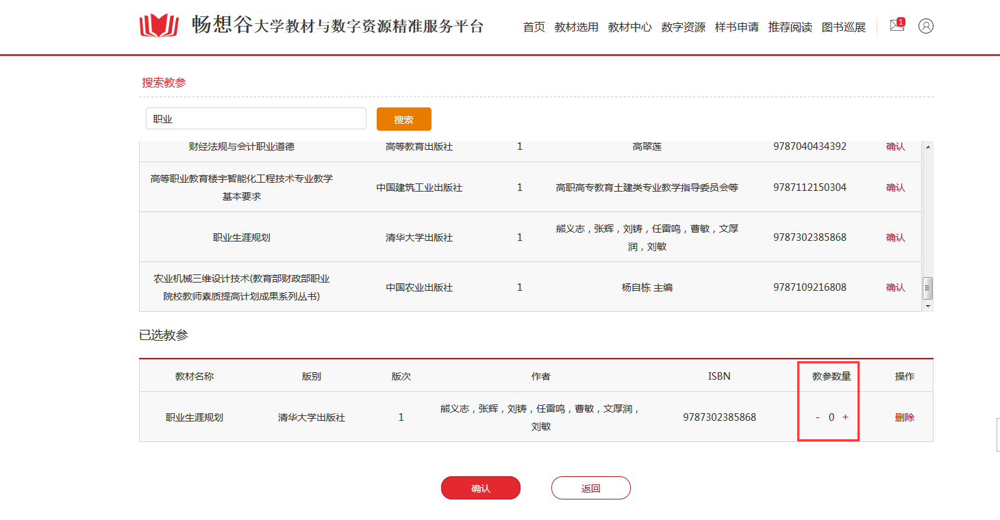 畅想谷大学教材与数字资源精准服务平台
首页 教材选用 教材中心 数字资源 样书申请 推荐阅读 图书巡展 1
搜索教参
职业 搜索
财经法规与会计职业道德 高等教育出版社 1 高翠莲 9787040434392 确认
高等职业教育楼宇智能化工程技术专业教学
基本要求 中国建筑工业出版社 1 高职高专教育土建类专业教学指导委员会等 9787112150304 确认
职业生涯规划 清华大学出版社 1 熊义志，张辉，刘铸，任雷鸣，曹敏，文厚
润，刘敏 9787302385868 确认
农业机械三维设计技术(教育部财政部职业
院校教师素质提高计划成果系列丛书) 中国农业出版社 1 杨自栋 主编 9787109216808 确认
已选教参
教材名称 版别 版次 作者 ISBN 教参数量 操作
职业生涯规划 清华大学出版社 1 熊义志，张辉，刘铸，任雷鸣，曹敏，文厚润，
刘敏 9787302385868 - 0 + 删除
确认 返回